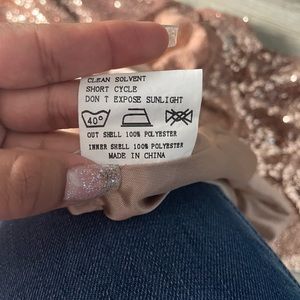 CLEAN SOLVENT
SHORT CYCLE
DON T EXPOSE SUNLIGHT
40°
OUT SHELL 100% POLYESTER
INNER SHELL 100% POLYESTER
MADE IN CHINA